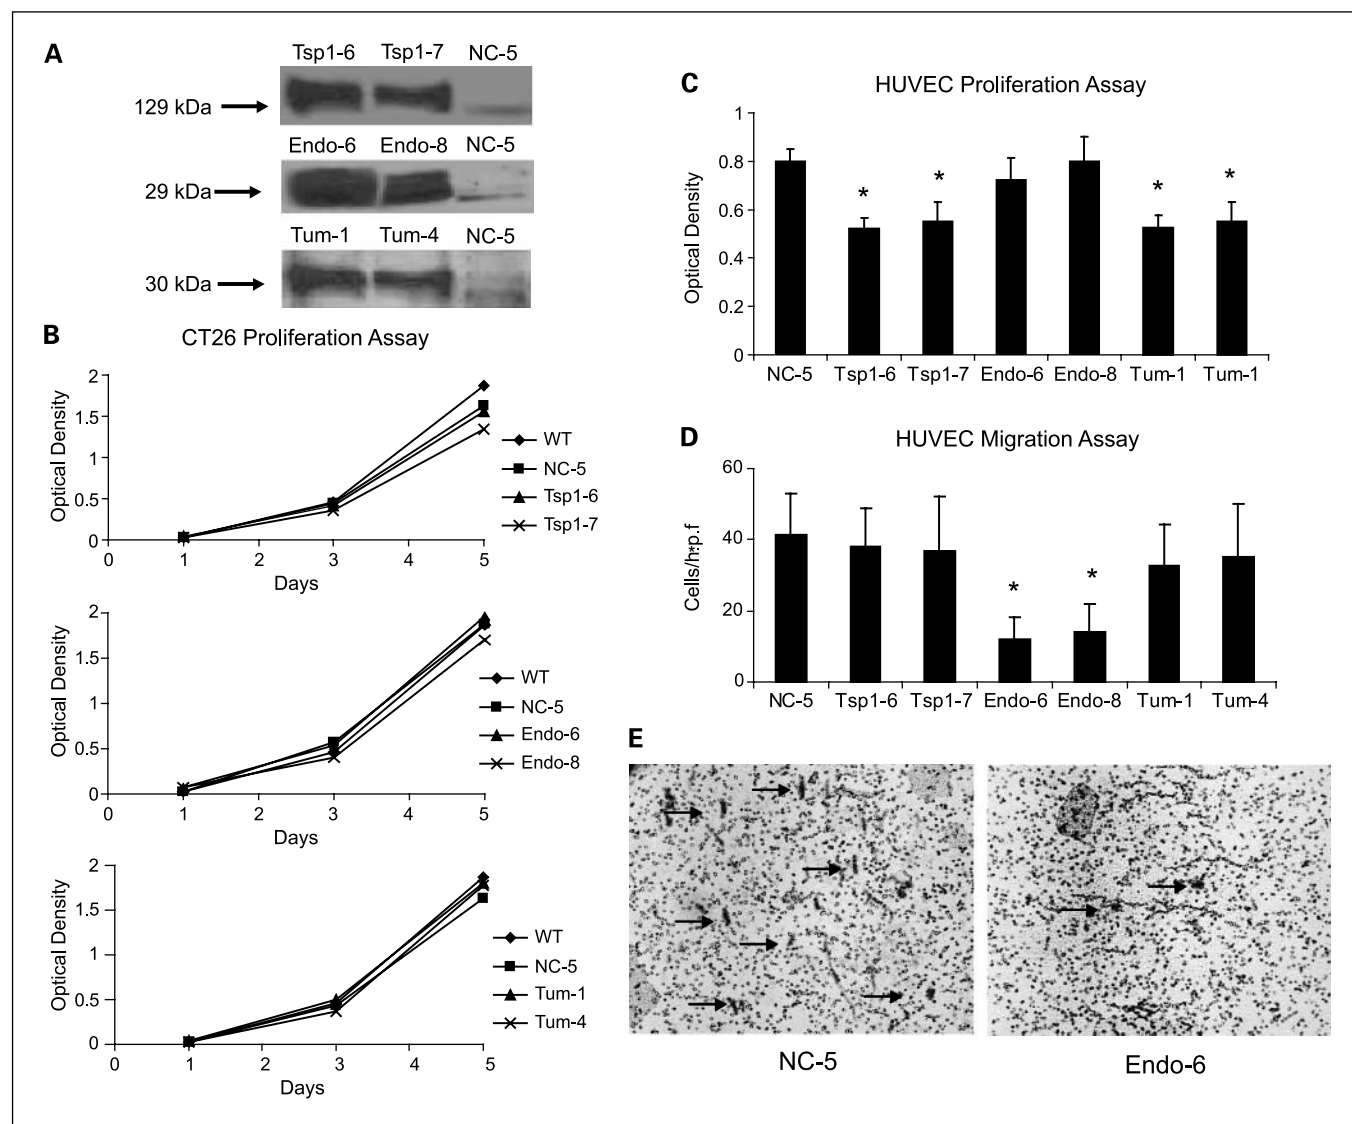 A
Tsp1-6 Tsp1-7 NC-5
129 kDa
Endo-6 Endo-8 NC-5
29 kDa
Tum-1 Tum-4 NC-5
30 kDa
B
CT26 Proliferation Assay
Optical Density
2
1.5
1
0.5
0
0 1 2 3 4 5
Days
WT
NC-5
Tsp1-6
Tsp1-7
Optical Density
2
1.5
1
0.5
0
0 1 2 3 4 5
Days
WT
NC-5
Endo-6
Endo-8
Optical Density
2
1.5
1
0.5
0
0 1 2 3 4 5
Days
WT
NC-5
Tum-1
Tum-4
C
HUVEC Proliferation Assay
Optical Density
1
0.8
0.6
0.4
0.2
0
* * * *
NC-5 Tsp1-6 Tsp1-7 Endo-6 Endo-8 Tum-1 Tum-1
D
HUVEC Migration Assay
Cells/h*p.f
60
40
20
0
* *
NC-5 Tsp1-6 Tsp1-7 Endo-6 Endo-8 Tum-1 Tum-4
E
NC-5
Endo-6